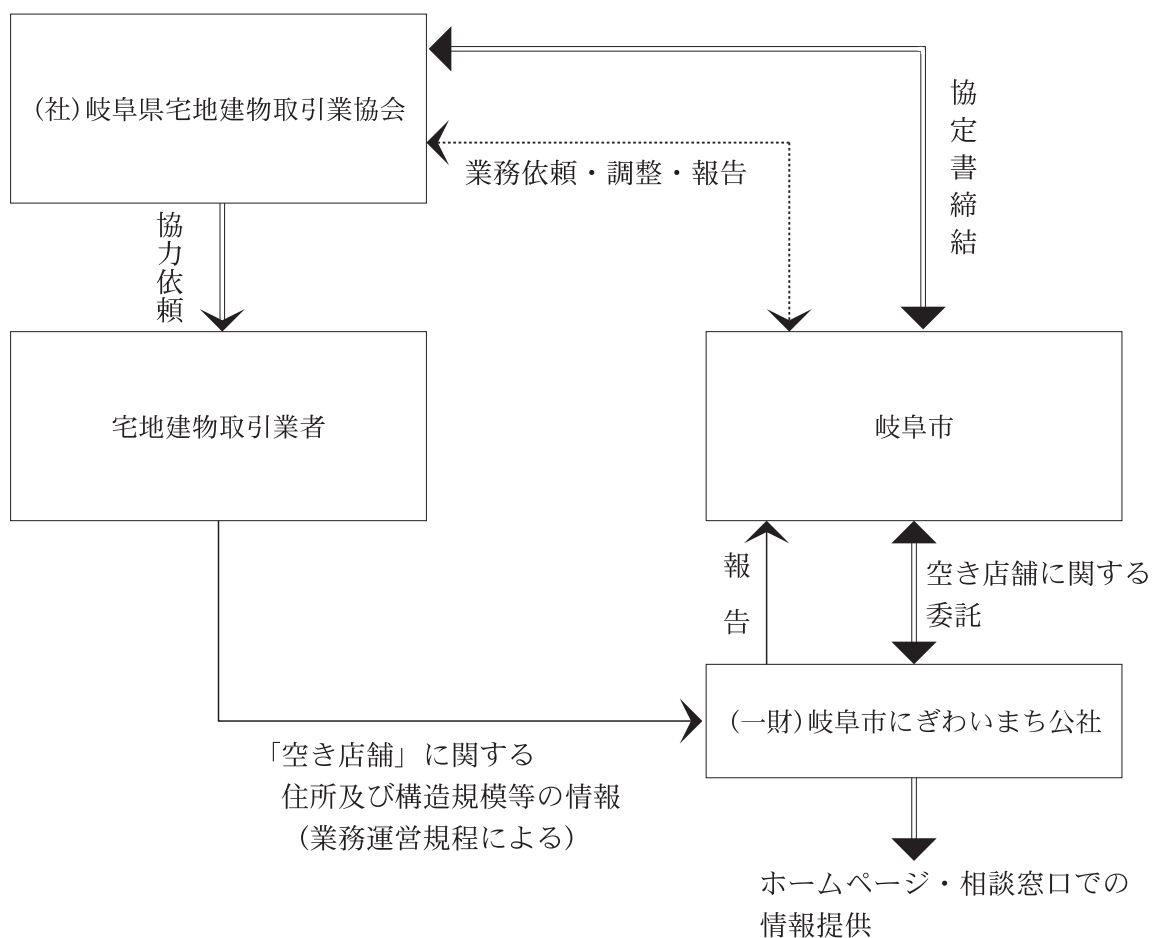 (社)岐阜県宅地建物取引業協会
協定書締結
業務依頼・調整・報告
協力依頼
宅地建物取引業者
岐阜市
報告
空き店舗に関する
委託
(一財)岐阜市にぎわいまち公社
「空き店舗」に関する
住所及び構造規模等の情報
（業務運営規程による）
ホームページ・相談窓口での
情報提供